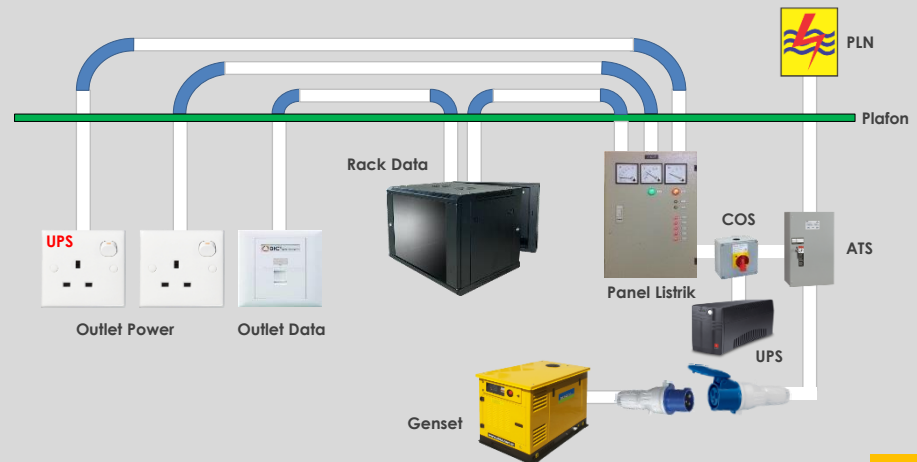 PLN
Plafon
Rack Data
COS
UPS
ATS
Panel Listrik
Outlet Power
Outlet Data
UPS
Genset